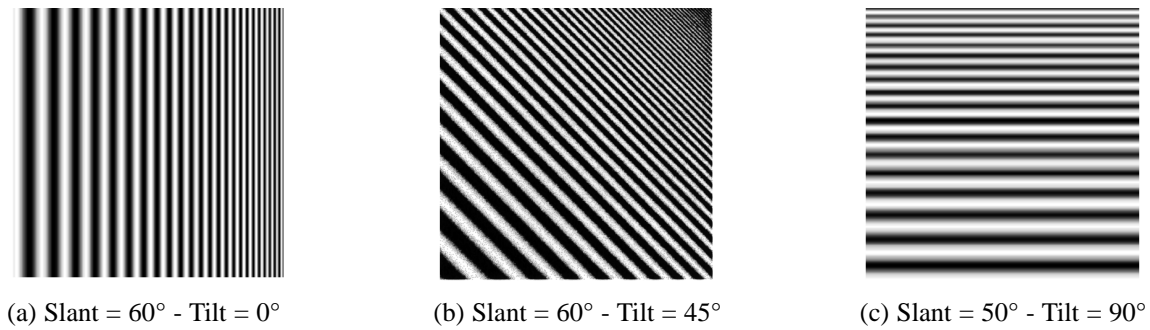 (a) Slant = 60° - Tilt = 0°
(b) Slant = 60° - Tilt = 45°
(c) Slant = 50° - Tilt = 90°